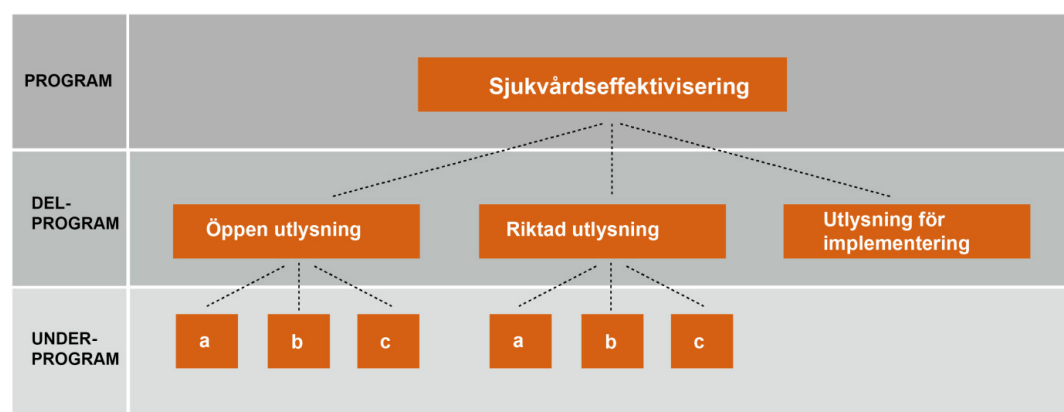 PROGRAM
Sjukvårdseffektivisering
DEL-
PROGRAM
Öppen utlysning
Riktad utlysning
Utlysning för
implementering
UNDER-
PROGRAM
a
b
c
a
b
c